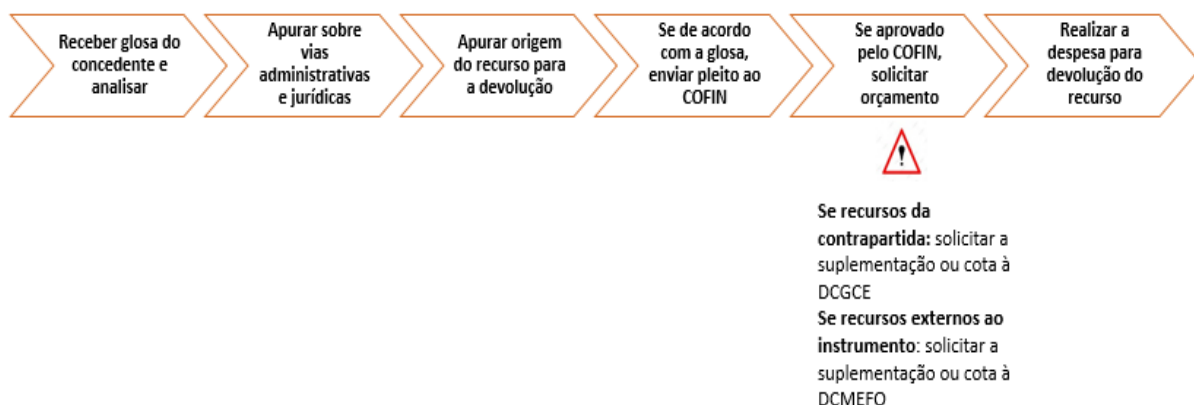 Receber glosa do
concedente e
analisar
Apurar sobre
vias
administrativas
e jurídicas
Apurar origem
do recurso para
a devolução
Se de acordo
com a glosa,
enviar pleito ao
COFIN
Se aprovado
pelo COFIN,
solicitar
orçamento
Realizar a
despesa para
devolução do
recurso
!
Se recursos da
contrapartida: solicitar a
suplementação ou cota à
DCGCE
Se recursos externos ao
instrumento: solicitar a
suplementação ou cota à
DCMEFO